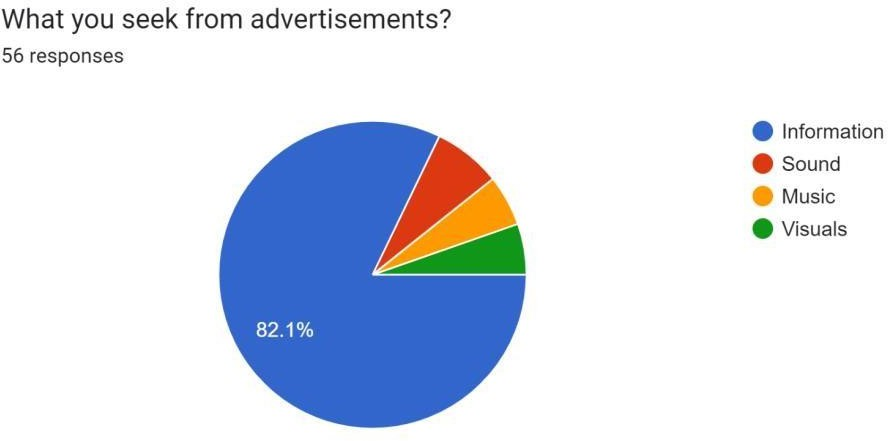 What you seek from advertisements?
56 responses
82.1%
Information
Sound
Music
Visuals